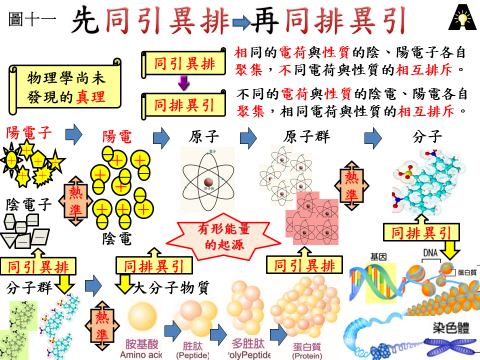 圖十一
先同引異排
再同排異引
物理學尚未
發現的真理
同引異排
同排異引
相同的電荷與性質的陰、陽電子各自
聚集，不同電荷與性質的相互排斥。
不同的電荷與性質的陰電、陽電各自
聚集，相同電荷與性質的相互排斥。
陽電子
陽電
原子
原子群
分子
陰電子
陰電
熱
準
熱
準
有形能量
的起源
同引異排
同排異引
同引異排
同排異引
分子群
大分子物質
熱
準
胺基酸
Amino acid
胜肽
(Peptide)
多胜肽
PolyPeptide
蛋白質
(Protein)
基因
DNA
蛋白質
染色體